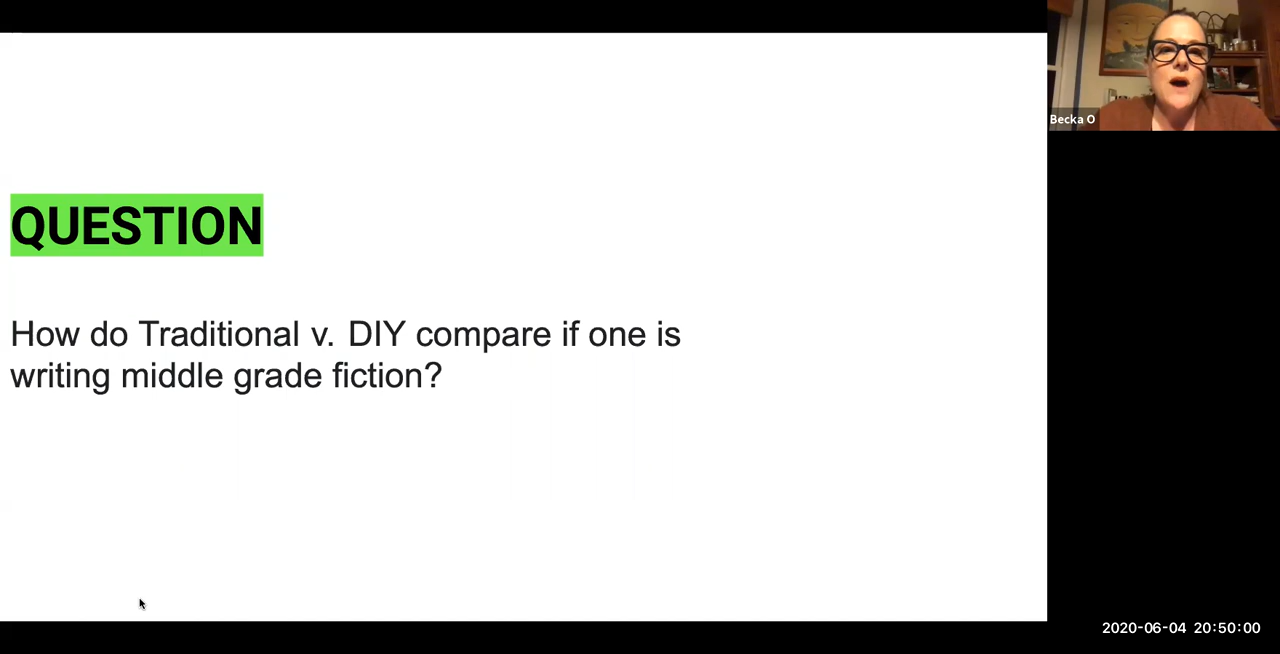 Becka O
QUESTION
How do Traditional v. DIY compare if one is
writing middle grade fiction?
2020-06-04 20:50:00